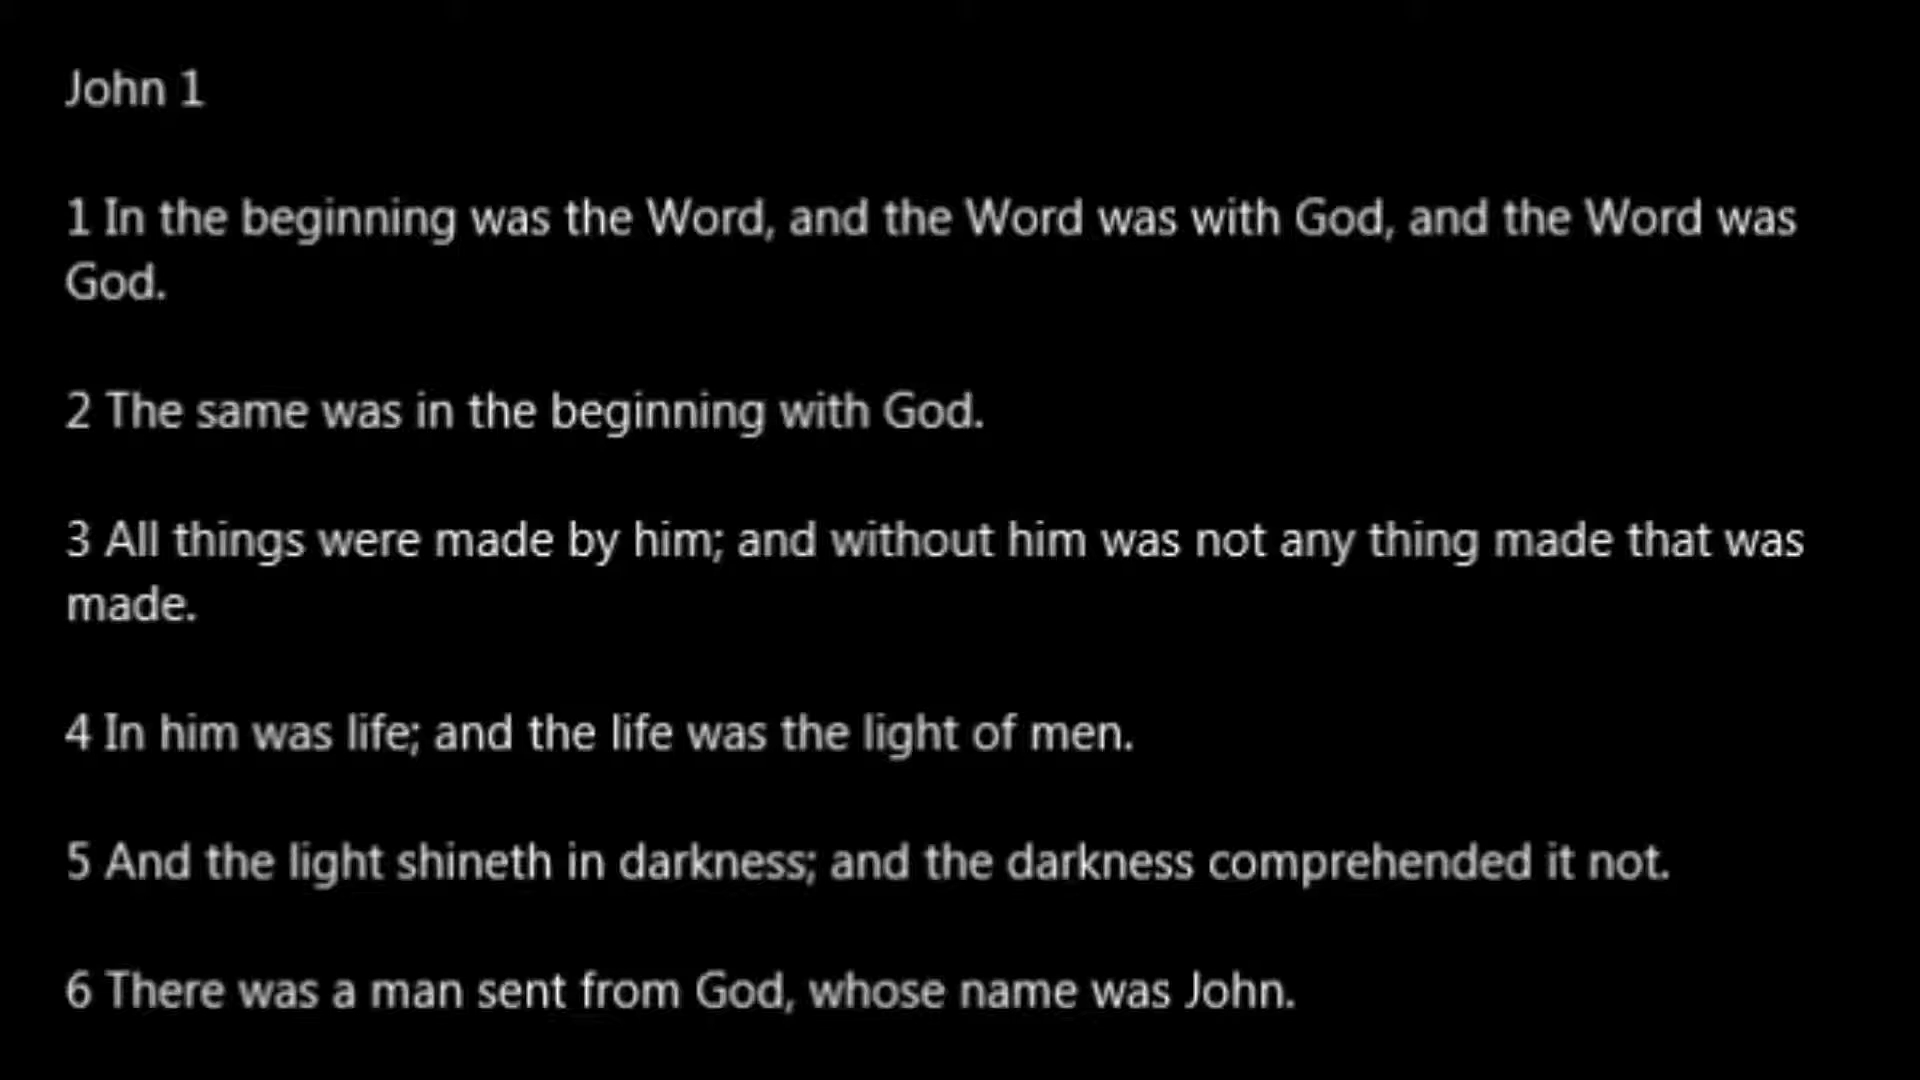 John 1
1 In the beginning was the Word, and the Word was with God, and the Word was
God.
2 The same was in the beginning with God.
3 All things were made by him; and without him was not any thing made that was
made.
4 In him was life; and the life was the light of men.
5 And the light shineth in darkness; and the darkness comprehended it not.
6 There was a man sent from God, whose name was John.